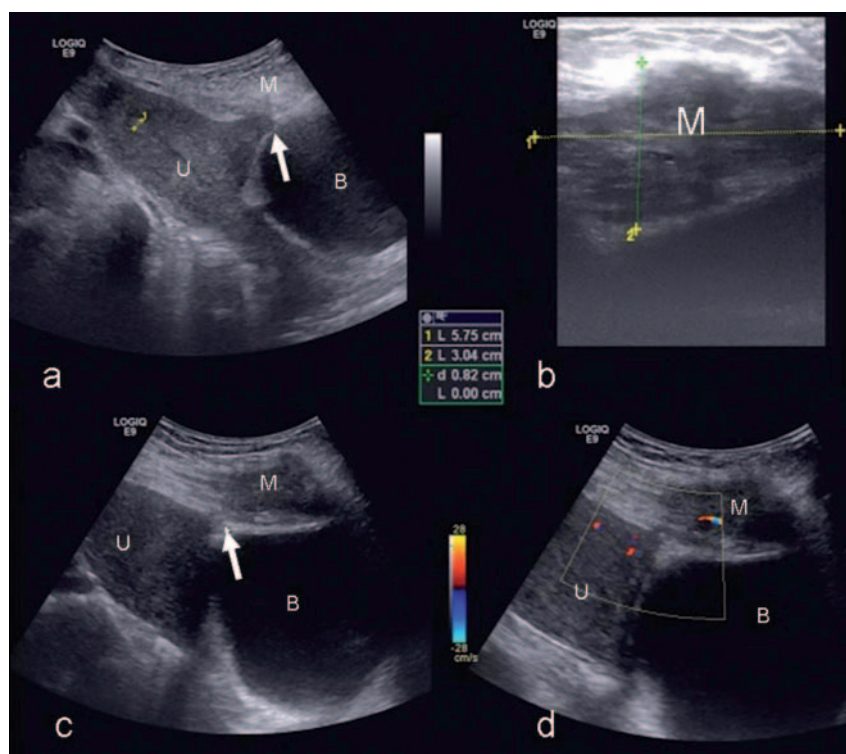 LOGIQ
E9
M
U
B
a
LOGIQ
E9
M
1
2
b
1 L 5.75 cm
2 L 3.04 cm
d 0.82 cm
L 0.00 cm
LOGIQ
E9
M
U
B
c
28
-28
cm/s
LOGIQ
E9
M
U
B
d